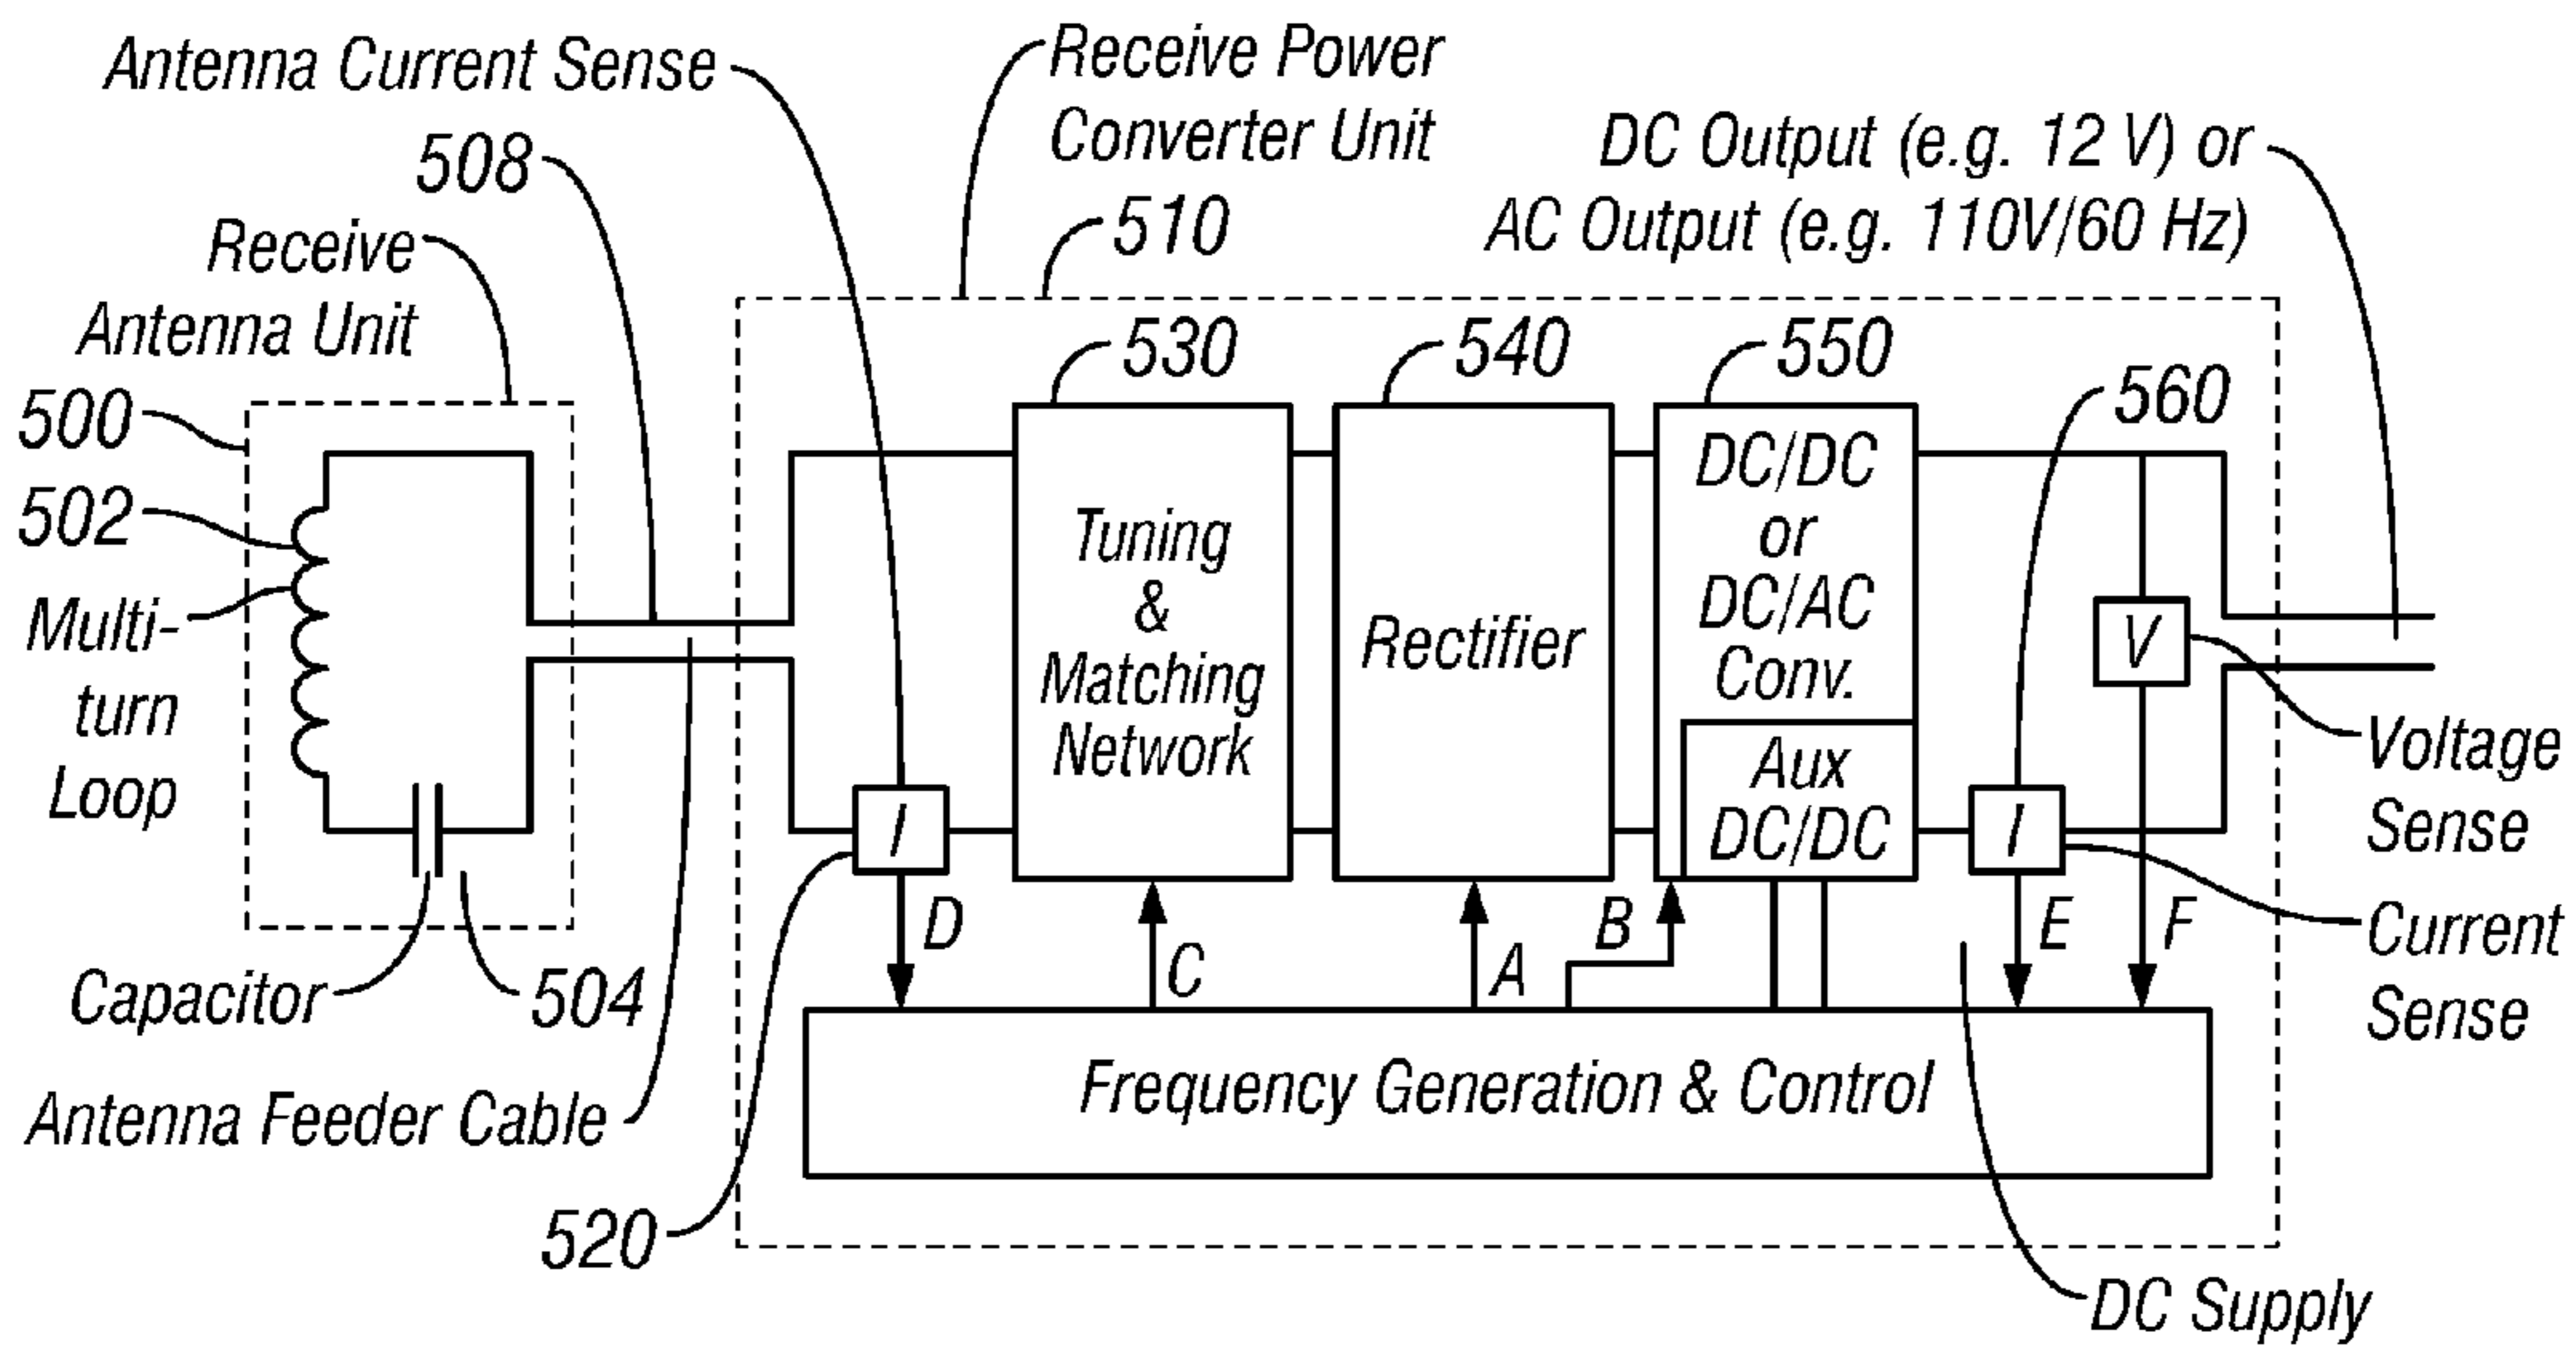 Antenna Current Sense
508
Receive
Antenna Unit
500
502
Multi-
turn
Loop
Capacitor
504
Antenna Feeder Cable
520
Receive Power
Converter Unit
510
DC Output (e.g. 12 V) or
AC Output (e.g. 110V/60 Hz)
530
540
550
560
Tuning
&
Matching
Network
Rectifier
DC/DC
or
DC/AC
Conv.
Aux
DC/DC
I
I
V
D
C
A
B
E
F
Voltage
Sense
Current
Sense
Frequency Generation & Control
DC Supply